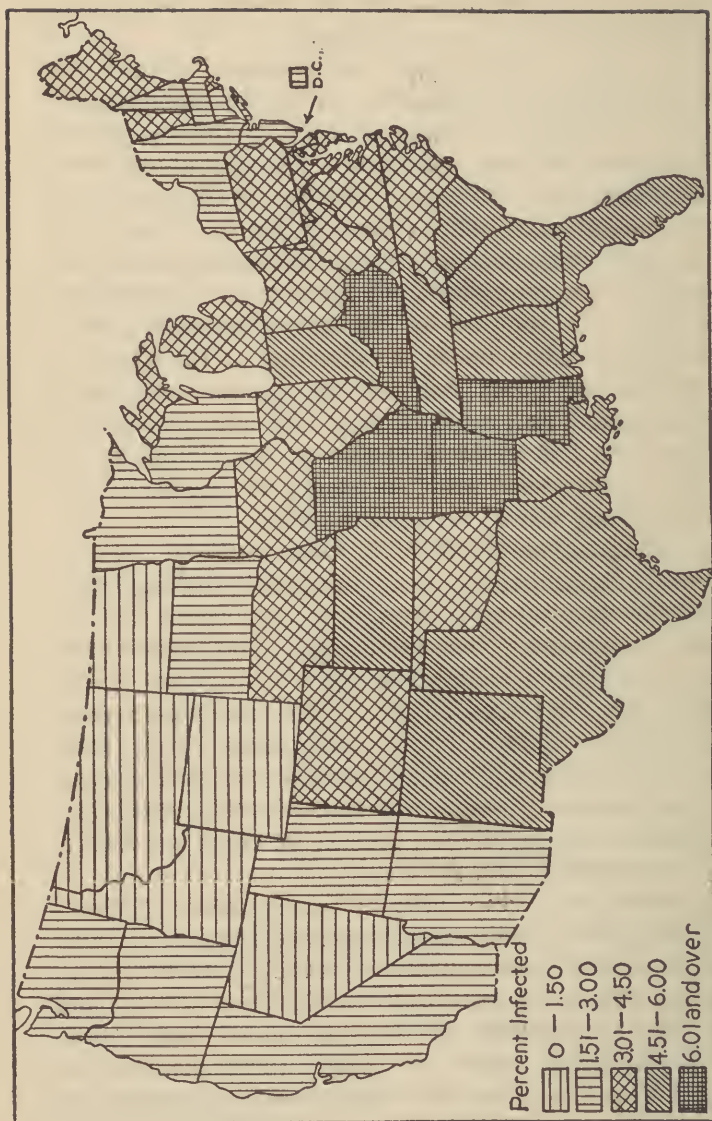 D.C.
Percent Infected
0 — 1.50
1.51—3.00
3.01 — 4.50
4.51 — 6.00
6.01 and over